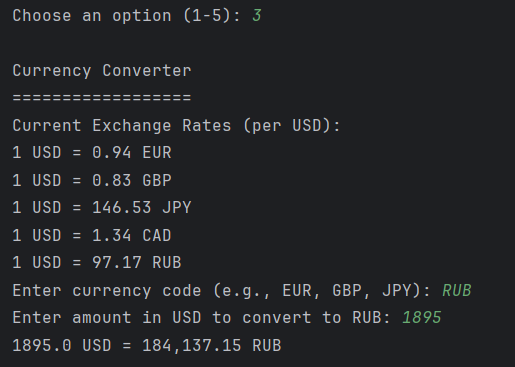 Choose an option (1-5): 3
Currency Converter
==================
Current Exchange Rates (per USD):
1 USD = 0.94 EUR
1 USD = 0.83 GBP
1 USD = 146.53 JPY
1 USD = 1.34 CAD
1 USD = 97.17 RUB
Enter currency code (e.g., EUR, GBP, JPY): RUB
Enter amount in USD to convert to RUB: 1895
1895.0 USD = 184,137.15 RUB